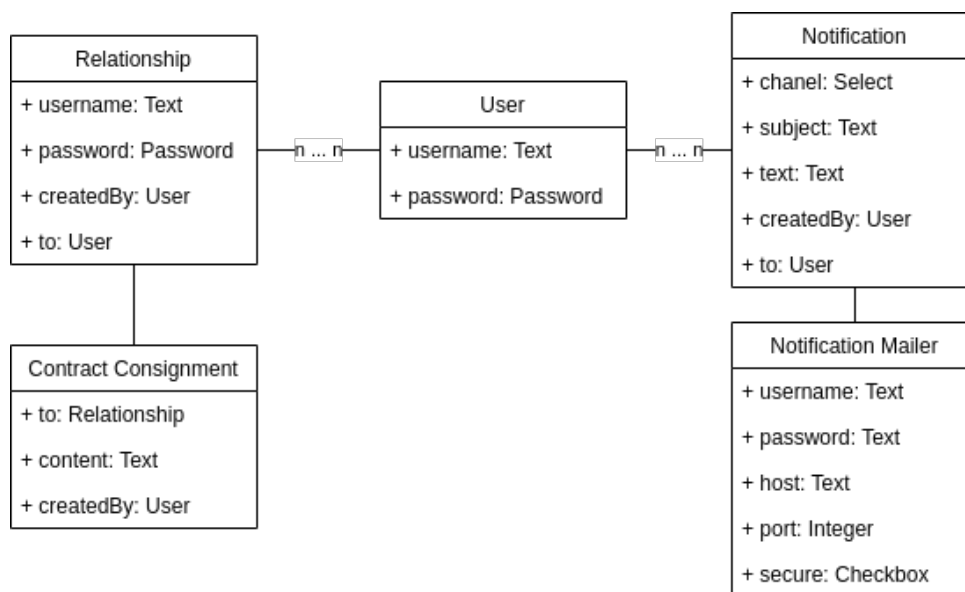 Relationship
+ username: Text
+ password: Password
+ createdBy: User
+ to: User
n ... n
User
+ username: Text
+ password: Password
n ... n
Notification
+ chanel: Select
+ subject: Text
+ text: Text
+ createdBy: User
+ to: User
Contract Consignment
+ to: Relationship
+ content: Text
+ createdBy: User
Notification Mailer
+ username: Text
+ password: Text
+ host: Text
+ port: Integer
+ secure: Checkbox